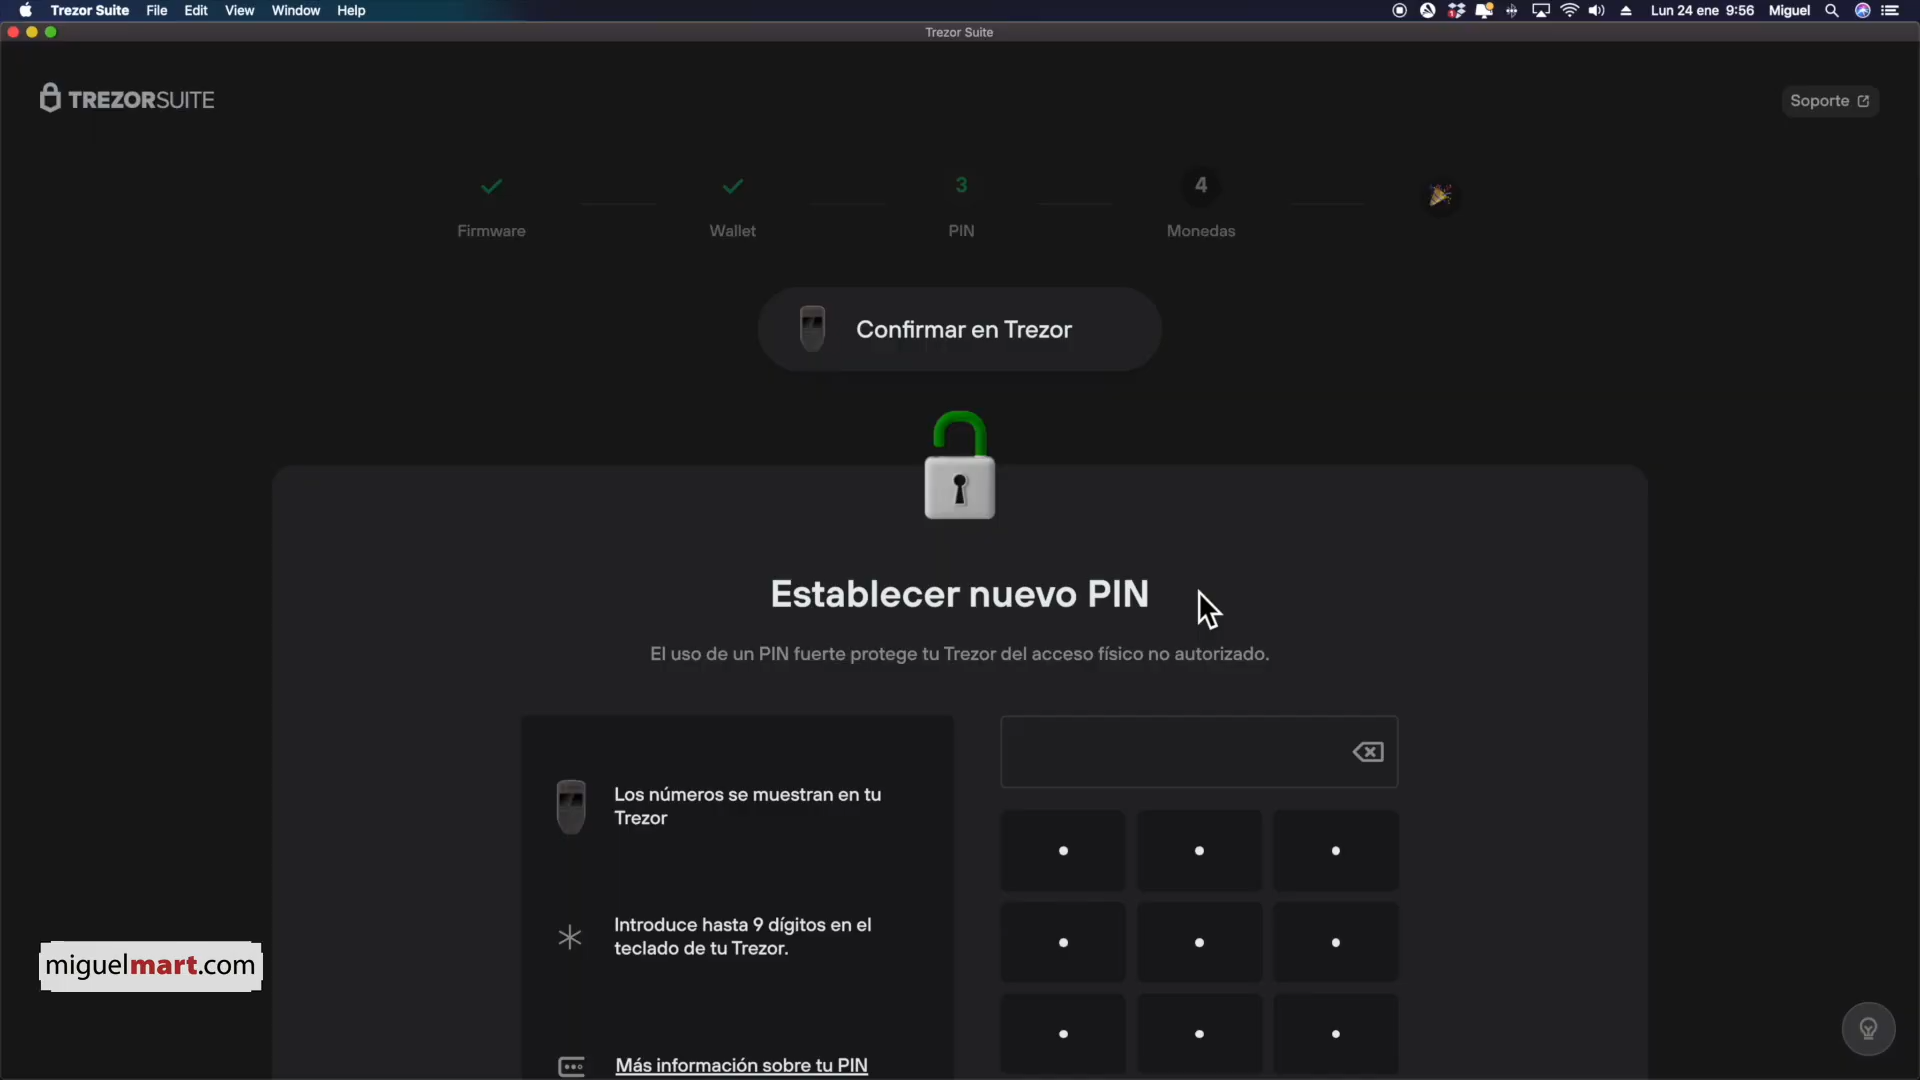 Trezor Suite File Edit View Window Help
Lun 24 ene 9:56 Miguel
Trezor Suite
TREZORSUITE
Soporte
3
4
Firmware
Wallet
PIN
Monedas
Confirmar en Trezor
Establecer nuevo PIN
El uso de un PIN fuerte protege tu Trezor del acceso físico no autorizado.
Los números se muestran en tu
Trezor
Introduce hasta 9 dígitos en el
teclado de tu Trezor.
Más información sobre tu PIN
miguelmart.com